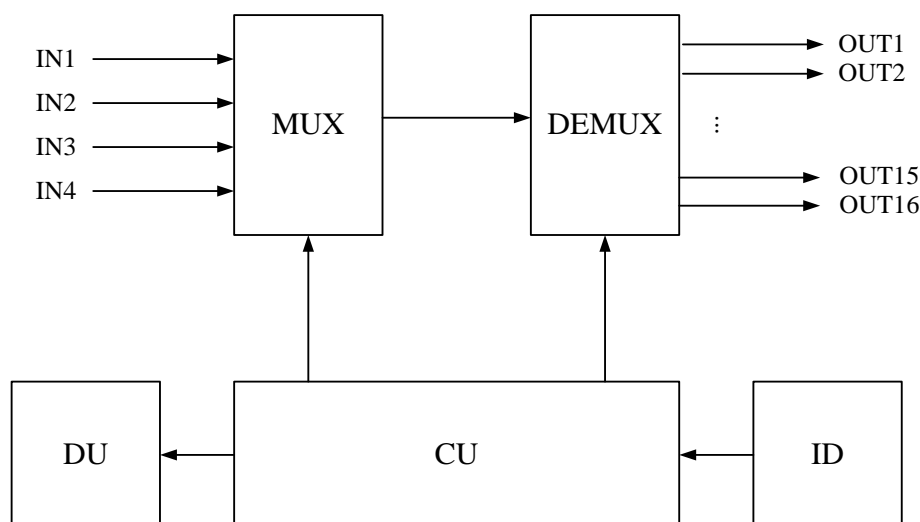 IN1
IN2
IN3
IN4
MUX
DEMUX
OUT1
OUT2
⋮
OUT15
OUT16
DU
CU
ID